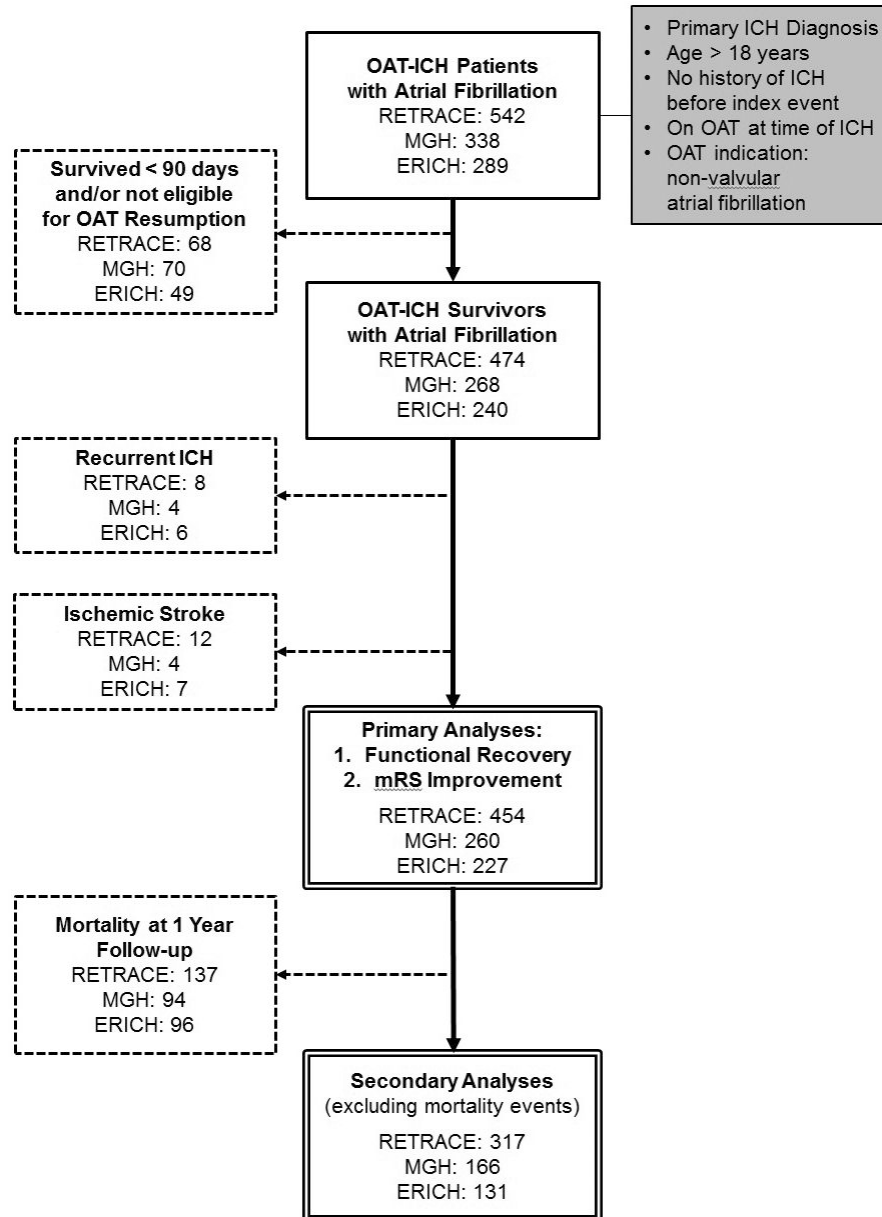 OAT-ICH Patients
with Atrial Fibrillation
RETRACE: 542
MGH: 338
ERICH: 289
• Primary ICH Diagnosis
• Age > 18 years
• No history of ICH
before index event
• On OAT at time of ICH
• OAT indication:
non-valvular
atrial fibrillation
Survived < 90 days
and/or not eligible
for OAT Resumption
RETRACE: 68
MGH: 70
ERICH: 49
OAT-ICH Survivors
with Atrial Fibrillation
RETRACE: 474
MGH: 268
ERICH: 240
Recurrent ICH
RETRACE: 8
MGH: 4
ERICH: 6
Ischemic Stroke
RETRACE: 12
MGH: 4
ERICH: 7
Primary Analyses:
1. Functional Recovery
2. mRS Improvement
RETRACE: 454
MGH: 260
ERICH: 227
Mortality at 1 Year
Follow-up
RETRACE: 137
MGH: 94
ERICH: 96
Secondary Analyses
(excluding mortality events)
RETRACE: 317
MGH: 166
ERICH: 131